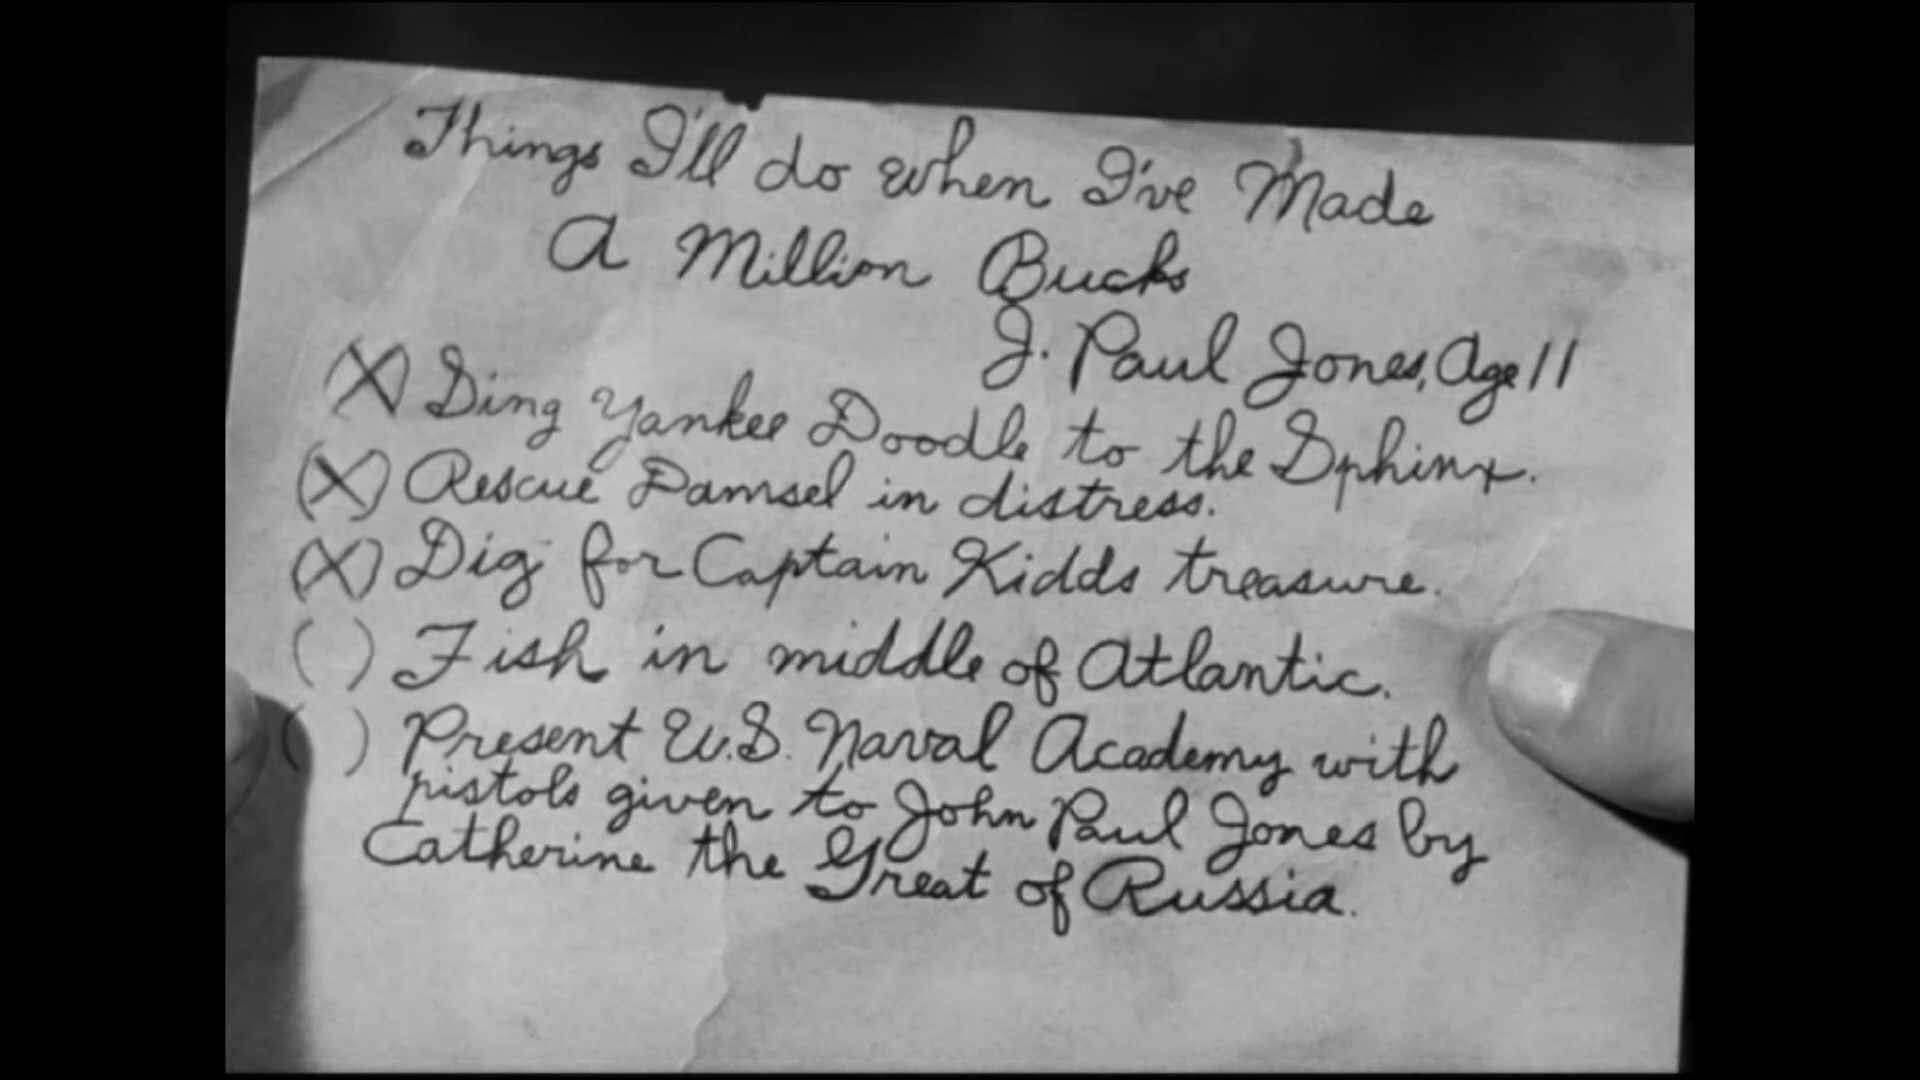 Things I'll do when I've Made
A Million Bucks
J. Paul Jones, Age 11
(X) Sing Yankee Doodle to the Sphinx.
(X) Rescue Damsel in distress.
(X) Dig for Captain Kidds treasure.
( ) Fish in middle of Atlantic.
( ) Present U.S. Naval Academy with
pistols given to John Paul Jones by
Catherine the Great of Russia.